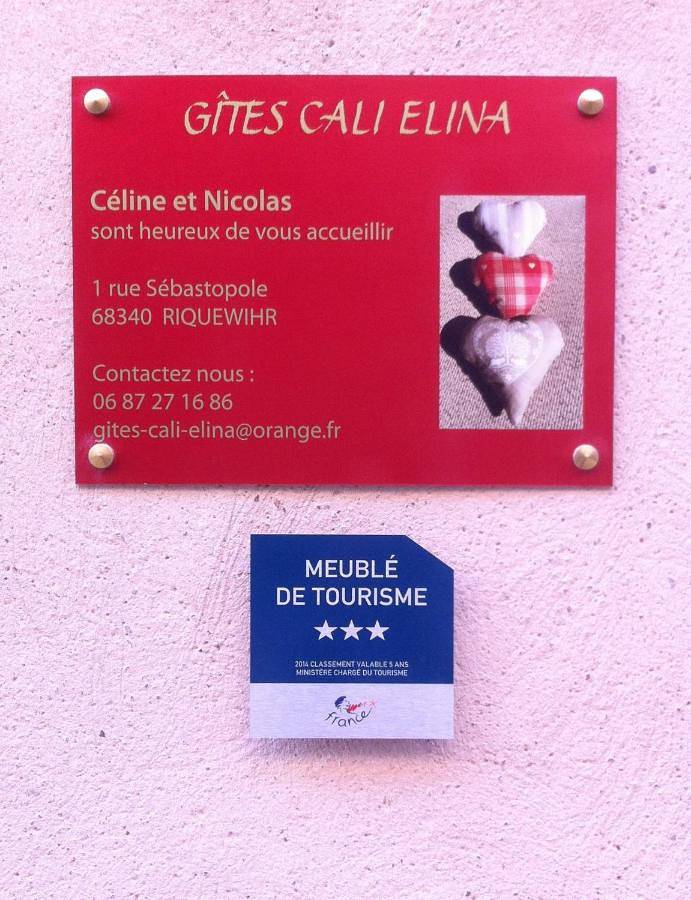 GÎTES CALI ELINA
Céline et Nicolas
sont heureux de vous accueillir
1 rue Sébastopole
68340 RIQUEWIHR
Contactez nous :
06 87 27 16 86
gites-cali-elina@orange.fr
MEUBLÉ
DE TOURISME
2014 CLASSEMENT VALABLE 5 ANS
MINISTÈRE CHARGÉ DU TOURISME
france